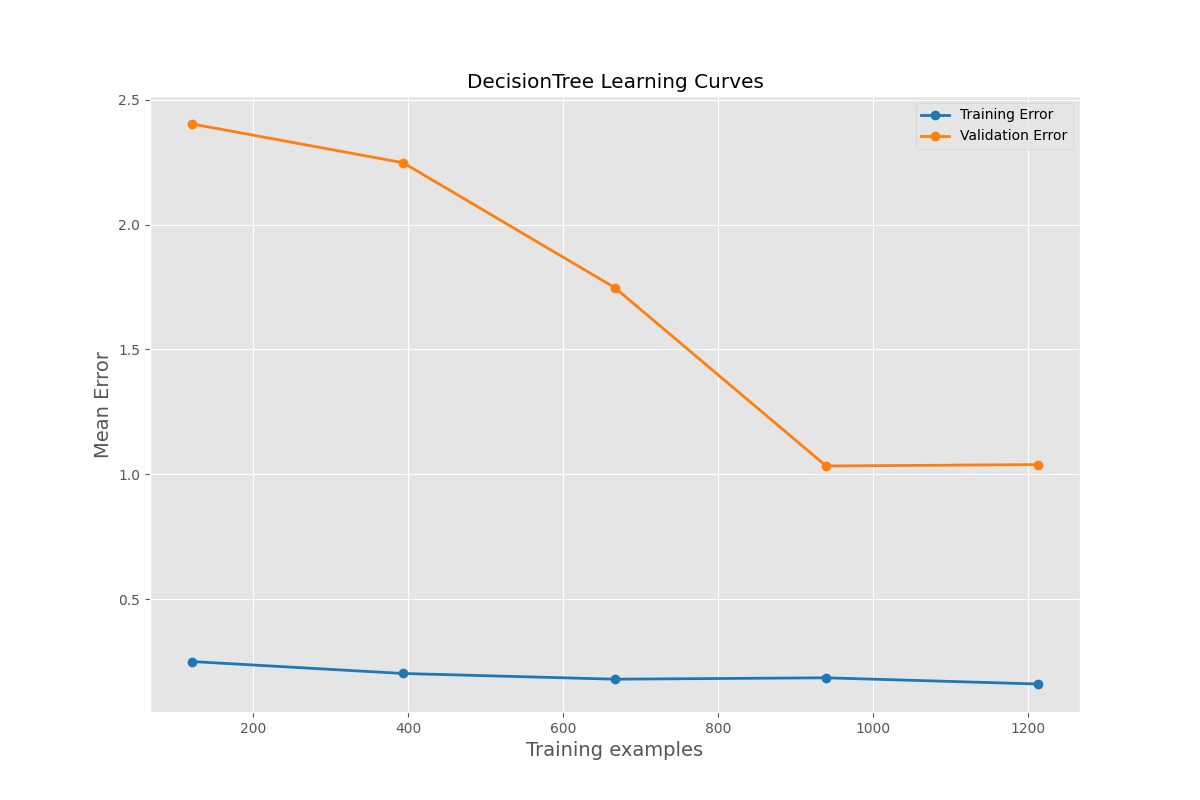 DecisionTree Learning Curves
Training Error
Validation Error
2.5
2.0
1.5
1.0
0.5
Mean Error
200 400 600 800 1000 1200
Training examples